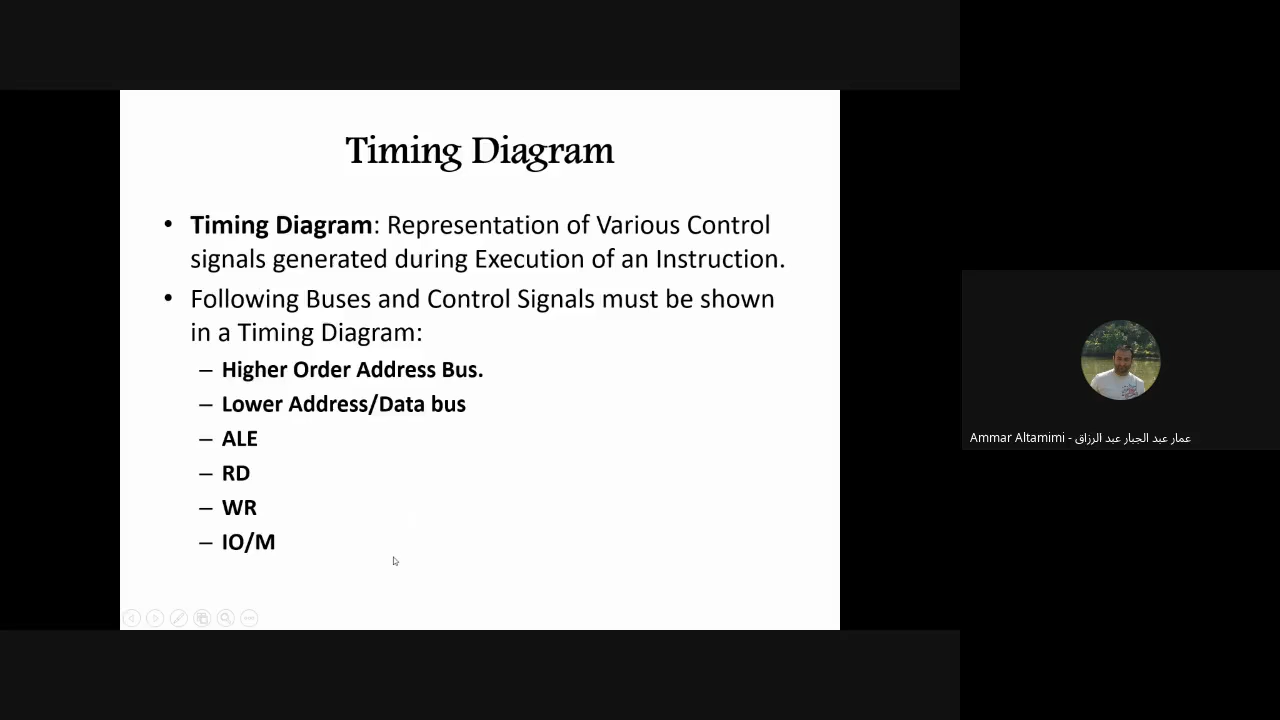 Timing Diagram
• Timing Diagram: Representation of Various Control
signals generated during Execution of an Instruction.
• Following Buses and Control Signals must be shown
in a Timing Diagram:
– Higher Order Address Bus.
– Lower Address/Data bus
– ALE
– RD
– WR
– IO/M
Ammar Altamimi - عمار عبد الجبار عبد الرزاق